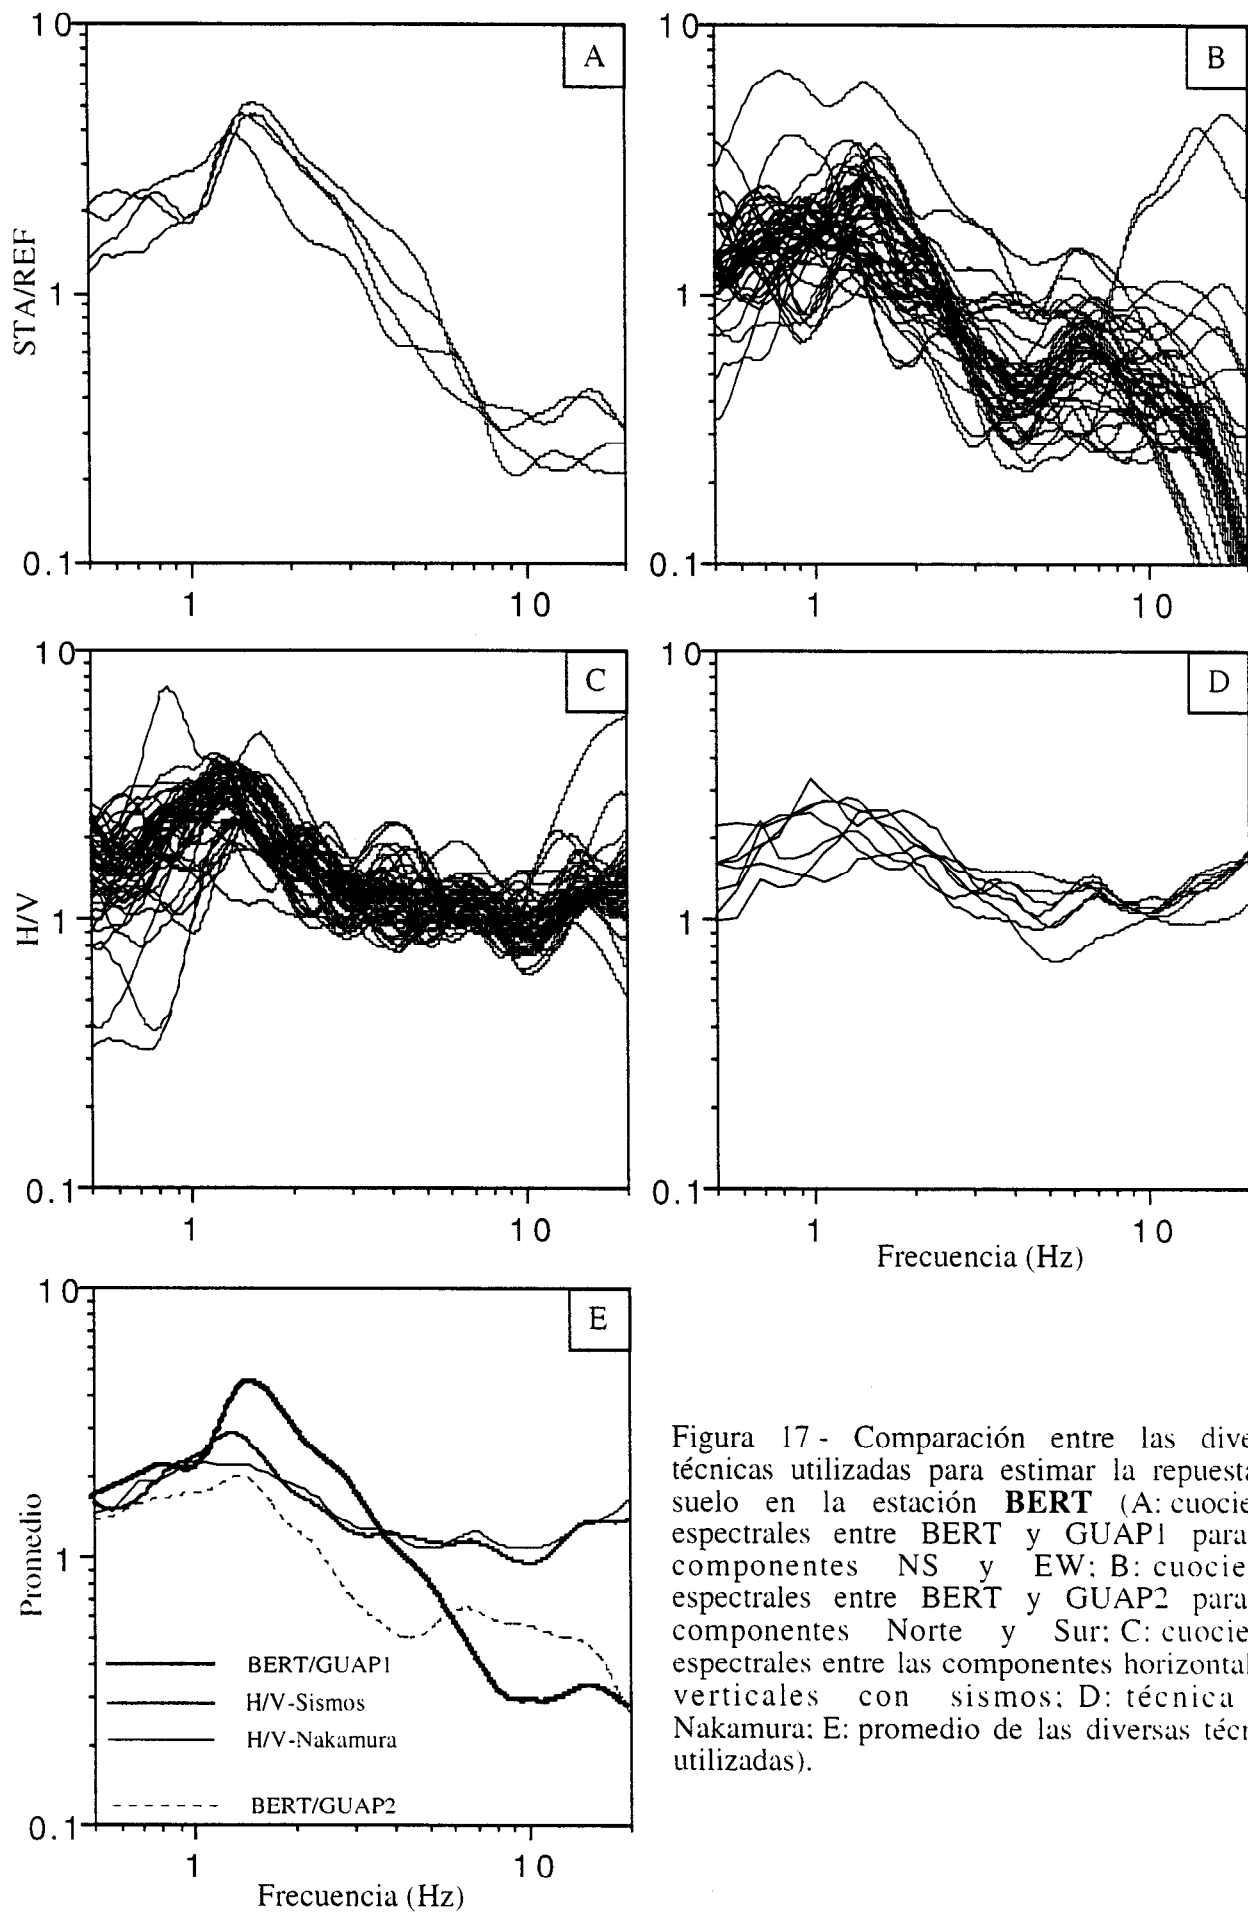 10
A
STA/REF
1
0.1
1
10
10
B
1
0.1
1
10
10
C
H/V
1
0.1
1
10
10
D
1
0.1
1
10
Frecuencia (Hz)
10
E
Promedio
1
BERT/GUAP1
H/V-Sismos
H/V-Nakamura
BERT/GUAP2
0.1
1
10
Frecuencia (Hz)
Figura 17 - Comparación entre las dive
técnicas utilizadas para estimar la repuesta
suelo en la estación BERT (A: cuocie
espectrales entre BERT y GUAP1 para
componentes NS y EW; B: cuocie
espectrales entre BERT y GUAP2 para
componentes Norte y Sur; C: cuocie
espectrales entre las componentes horizontal
verticales con sismos; D: técnica
Nakamura; E: promedio de las diversas técn
utilizadas).